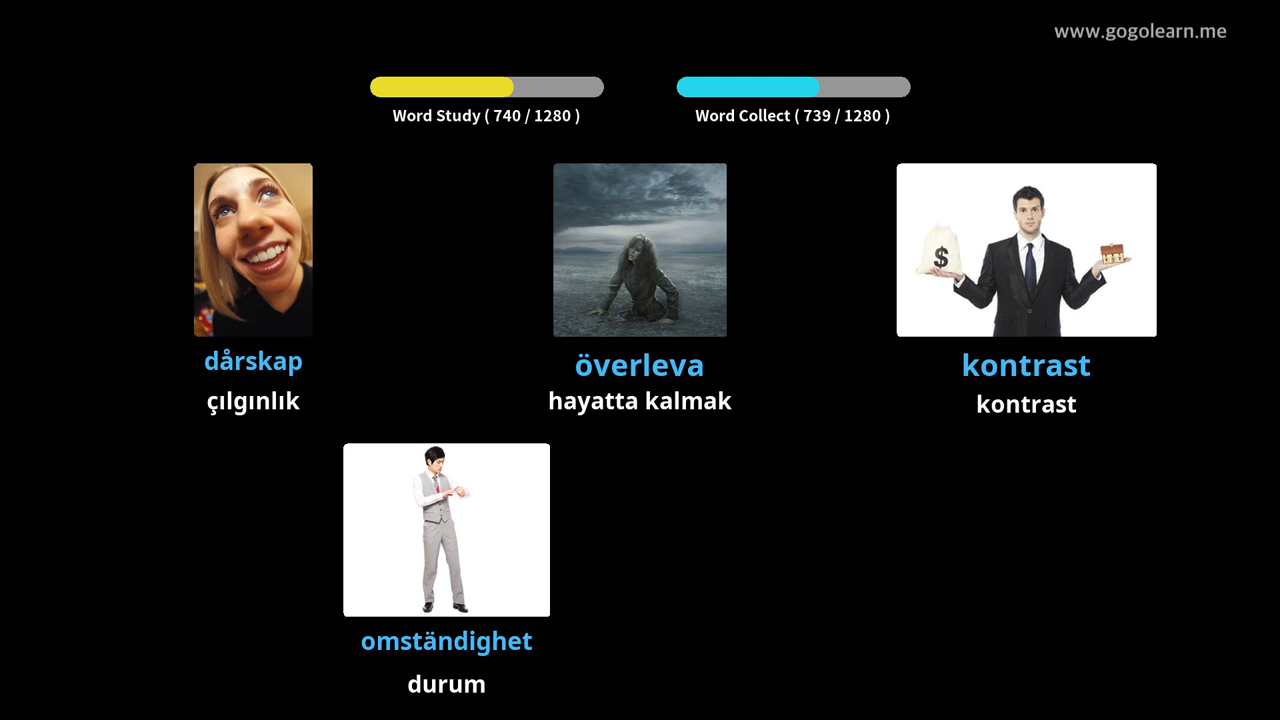 www.gogolearn.me
Word Study ( 740 / 1280 )
Word Collect ( 739 / 1280 )
dårskap
çılgınlık
överleva
hayatta kalmak
kontrast
kontrast
$
omständighet
durum